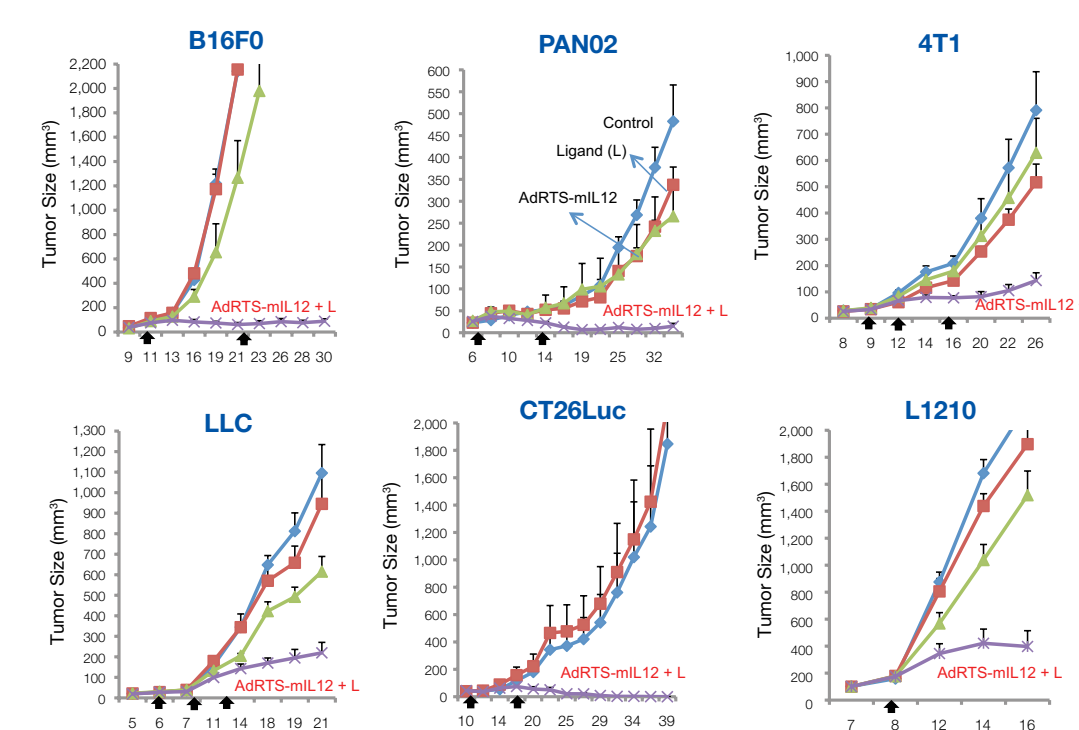 B16F0
Tumor Size (mm³)
2,200
2,000
1,800
1,600
1,400
1,200
1,000
800
600
400
200
0
AdRTS-mIL12 + L
9 11 13 16 19 21 23 26 28 30
PAN02
Tumor Size (mm³)
600
550
500
450
400
350
300
250
200
150
100
50
0
Control
Ligand (L)
AdRTS-mIL12
AdRTS-mIL12 + L
6 10 14 19 25 32
4T1
Tumor Size (mm³)
1,000
900
800
700
600
500
400
300
200
100
0
AdRTS-mIL12
8 9 12 14 16 20 22 26
LLC
Tumor Size (mm³)
1,300
1,200
1,100
1,000
900
800
700
600
500
400
300
200
100
0
AdRTS-mIL12 + L
5 6 7 11 14 18 19 21
CT26Luc
Tumor Size (mm³)
2,000
1,800
1,600
1,400
1,200
1,000
800
600
400
200
0
AdRTS-mIL12 + L
10 14 20 25 29 34 39
L1210
Tumor Size (mm³)
2,000
1,800
1,600
1,400
1,200
1,000
800
600
400
200
0
AdRTS-mIL12 + L
7 8 12 14 16